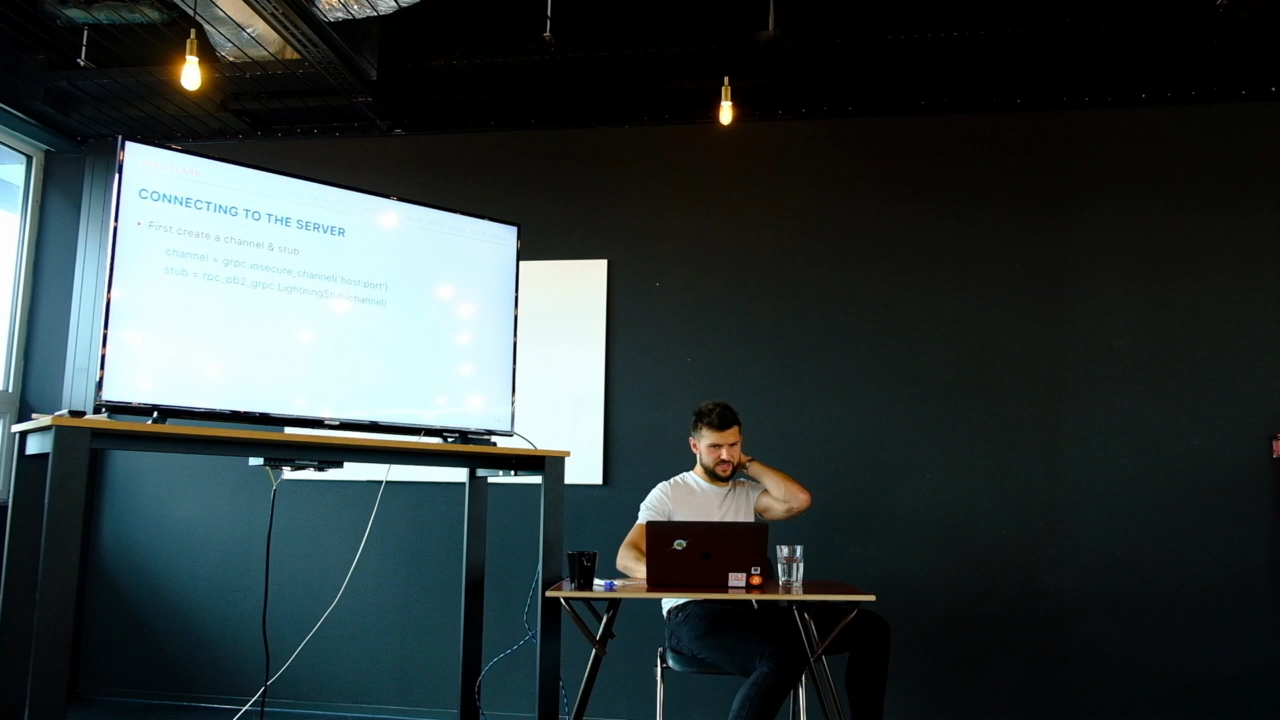 CONNECTING TO THE SERVER
• First create a channel & stub:
channel = grpc.insecure_channel('host:port')
stub = rpc_pb2_grpc.LightningStub(channel)